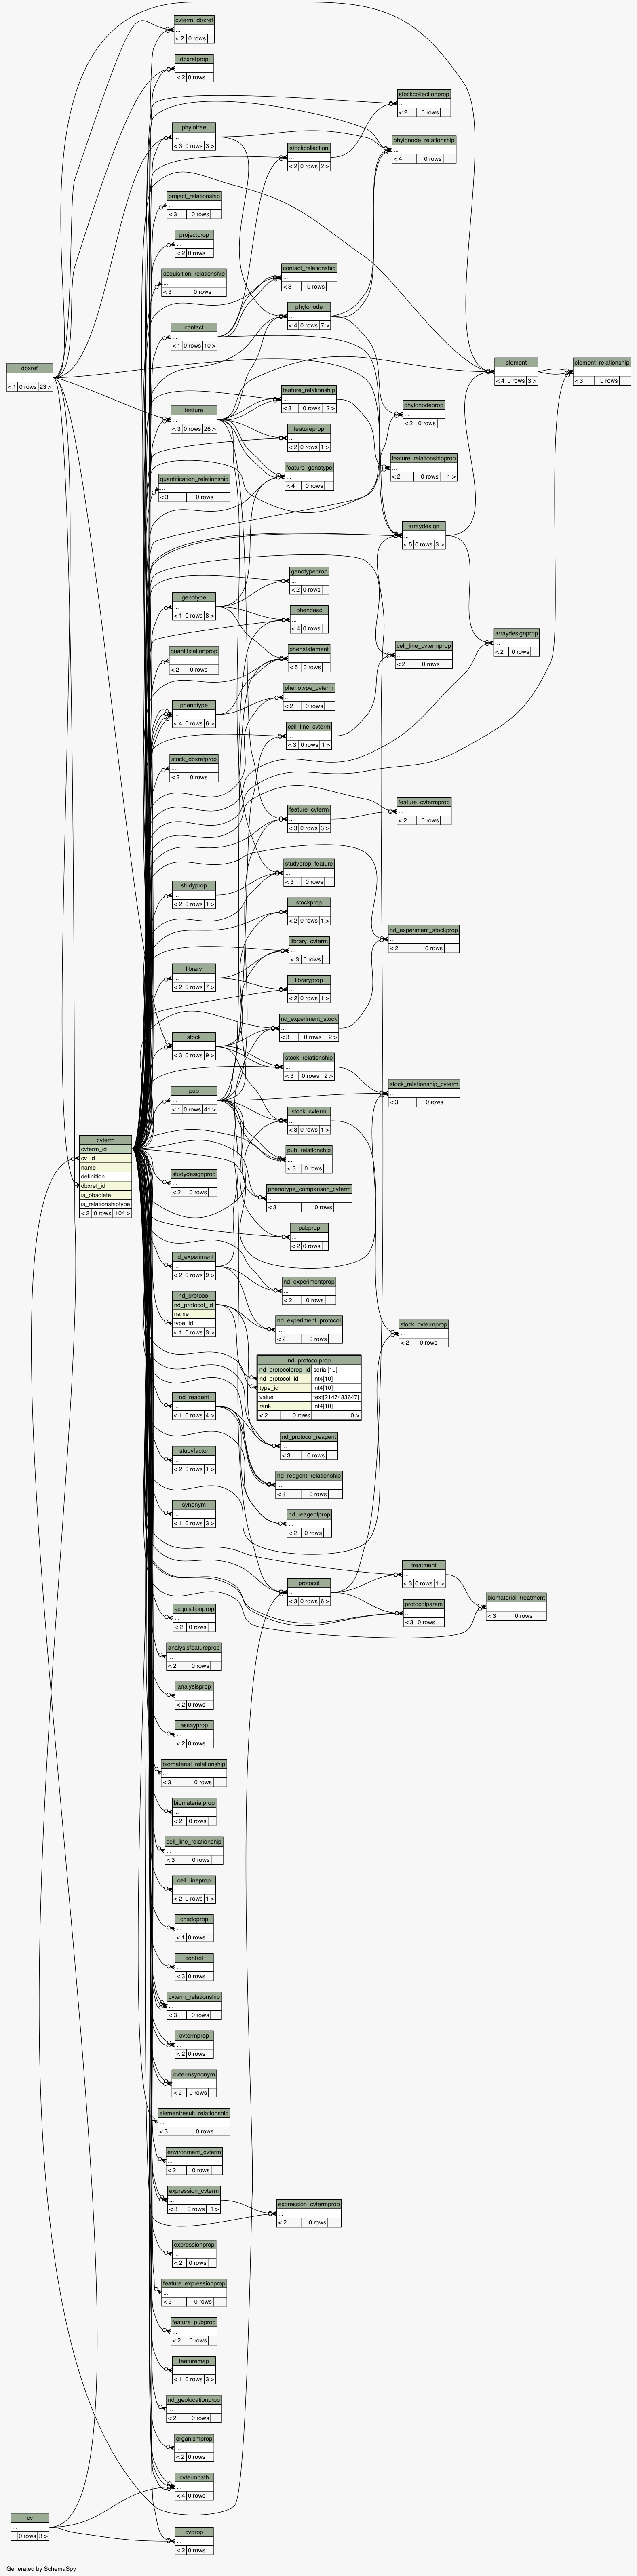 cvterm_dbxref
...
< 2 0 rows
dbxrefprop
...
< 2 0 rows
stockcollectionprop
...
< 2 0 rows
phylotree
...
< 3 0 rows 3 >
phylonode_relationship
...
< 4 0 rows
stockcollection
...
< 2 0 rows 2 >
project_relationship
...
< 3 0 rows
projectprop
...
< 2 0 rows
acquisition_relationship
...
< 3 0 rows
contact_relationship
...
< 3 0 rows
phylonode
...
< 4 0 rows 7 >
contact
...
< 1 0 rows 10 >
dbxref
...
< 1 0 rows 23 >
element
...
< 4 0 rows 3 >
element_relationship
...
< 3 0 rows
feature_relationship
...
< 3 0 rows 2 >
phylonodeprop
...
< 2 0 rows
feature
...
< 3 0 rows 26 >
featureprop
...
< 2 0 rows 1 >
feature_relationshipprop
...
< 2 0 rows 1 >
feature_genotype
...
< 4 0 rows
quantification_relationship
...
< 3 0 rows
arraydesign
...
< 5 0 rows 3 >
genotypeprop
...
< 2 0 rows
genotype
...
< 1 0 rows 8 >
phendesc
...
< 4 0 rows
arraydesignprop
...
< 2 0 rows
cell_line_cvtermprop
...
< 2 0 rows
phenstatement
...
< 5 0 rows
quantificationprop
...
< 2 0 rows
phenotype_cvterm
...
< 2 0 rows
phenotype
...
< 4 0 rows 6 >
cell_line_cvterm
...
< 3 0 rows 1 >
stock_dbxrefprop
...
< 2 0 rows
feature_cvtermprop
...
< 2 0 rows
feature_cvterm
...
< 3 0 rows 3 >
studyprop_feature
...
< 3 0 rows
studyprop
...
< 2 0 rows 1 >
stockprop
...
< 2 0 rows 1 >
nd_experiment_stockprop
...
< 2 0 rows
library_cvterm
...
< 3 0 rows
library
...
< 2 0 rows 7 >
libraryprop
...
< 2 0 rows 1 >
nd_experiment_stock
...
< 3 0 rows 2 >
stock
...
< 3 0 rows 9 >
stock_relationship
...
< 3 0 rows 2 >
stock_relationship_cvterm
...
< 3 0 rows
pub
...
< 1 0 rows 41 >
stock_cvterm
...
< 3 0 rows 1 >
cvterm
cvterm_id
cv_id
name
definition
dbxref_id
is_obsolete
is_relationshiptype
< 2 0 rows 104 >
pub_relationship
...
< 3 0 rows
studydesignprop
...
< 2 0 rows
phenotype_comparison_cvterm
...
< 3 0 rows
pubprop
...
< 2 0 rows
nd_experiment
...
< 2 0 rows 9 >
nd_experimentprop
...
< 2 0 rows
nd_protocol
nd_protocol_id
name
type_id
< 1 0 rows 3 >
nd_experiment_protocol
...
< 2 0 rows
stock_cvtermprop
...
< 2 0 rows
nd_protocolprop
nd_protocolprop_id serial[10]
nd_protocol_id int4[10]
type_id int4[10]
value text[2147483647]
rank int4[10]
< 2 0 rows 0 >
nd_reagent
...
< 1 0 rows 4 >
nd_protocol_reagent
...
< 3 0 rows
studyfactor
...
< 2 0 rows 1 >
nd_reagent_relationship
...
< 3 0 rows
synonym
...
< 1 0 rows 3 >
nd_reagentprop
...
< 2 0 rows
treatment
...
< 3 0 rows 1 >
protocol
...
< 3 0 rows 6 >
biomaterial_treatment
...
< 3 0 rows
protocolparam
...
< 3 0 rows
acquisitionprop
...
< 2 0 rows
analysisfeatureprop
...
< 2 0 rows
analysisprop
...
< 2 0 rows
assayprop
...
< 2 0 rows
biomaterial_relationship
...
< 3 0 rows
biomaterialprop
...
< 2 0 rows
cell_line_relationship
...
< 3 0 rows
cell_lineprop
...
< 2 0 rows 1 >
chadoprop
...
< 1 0 rows
control
...
< 3 0 rows
cvterm_relationship
...
< 3 0 rows
cvtermprop
...
< 2 0 rows
cvtermsynonym
...
< 2 0 rows
elementresult_relationship
...
< 3 0 rows
environment_cvterm
...
< 2 0 rows
expression_cvterm
...
< 3 0 rows 1 >
expression_cvtermprop
...
< 2 0 rows
expressionprop
...
< 2 0 rows
feature_expressionprop
...
< 2 0 rows
feature_pubprop
...
< 2 0 rows
featuremap
...
< 1 0 rows 3 >
nd_geolocationprop
...
< 2 0 rows
organismprop
...
< 2 0 rows
cvtermpath
...
< 4 0 rows
cv
...
0 rows 3 >
cvprop
...
< 2 0 rows
Generated by SchemaSpy